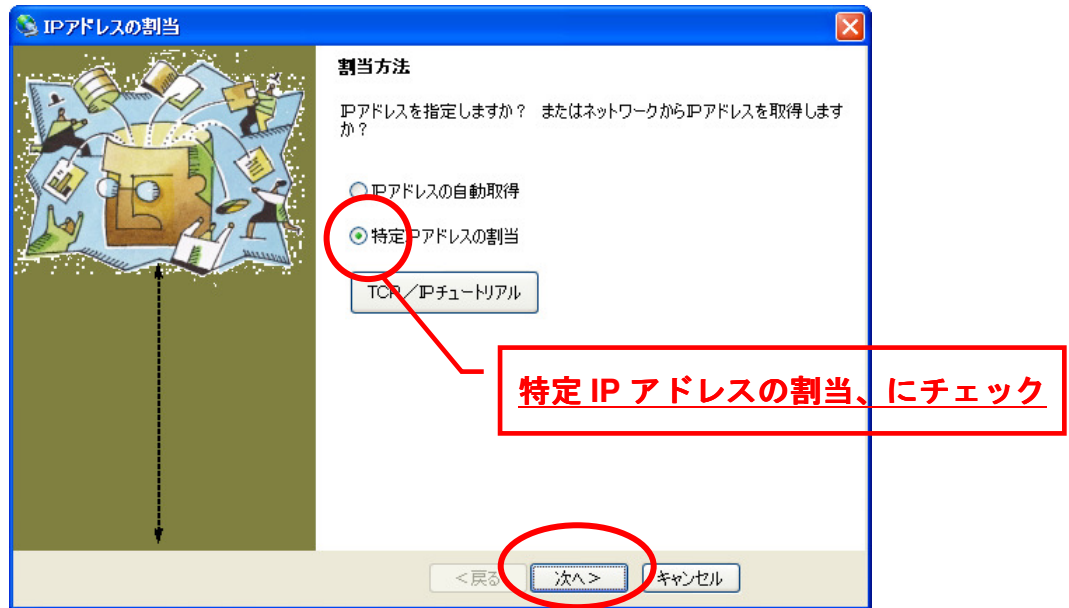 IPアドレスの割当
割当方法
IPアドレスを指定しますか？ またはネットワークからIPアドレスを取得します
か？
IPアドレスの自動取得
特定IPアドレスの割当
TCP／IPチュートリアル
特定 IP アドレスの割当、にチェック
＜戻る
次へ＞
キャンセル